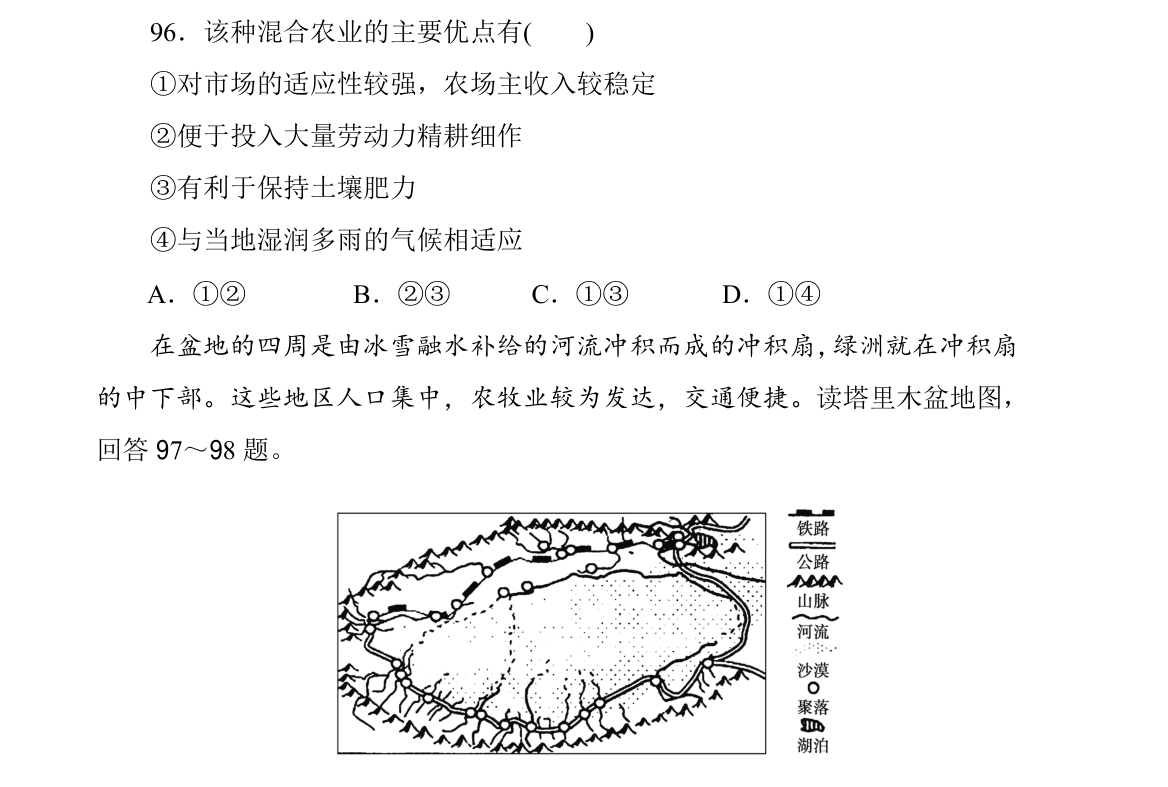 96．该种混合农业的主要优点有(　　)
①对市场的适应性较强，农场主收入较稳定
②便于投入大量劳动力精耕细作
③有利于保持土壤肥力
④与当地湿润多雨的气候相适应
A．①② B．②③ C．①③ D．①④
在盆地的四周是由冰雪融水补给的河流冲积而成的冲积扇,绿洲就在冲积扇
的中下部。这些地区人口集中，农牧业较为发达，交通便捷。读塔里木盆地图，
回答 97～98 题。
铁路
公路
山脉
河流
沙漠
聚落
湖泊